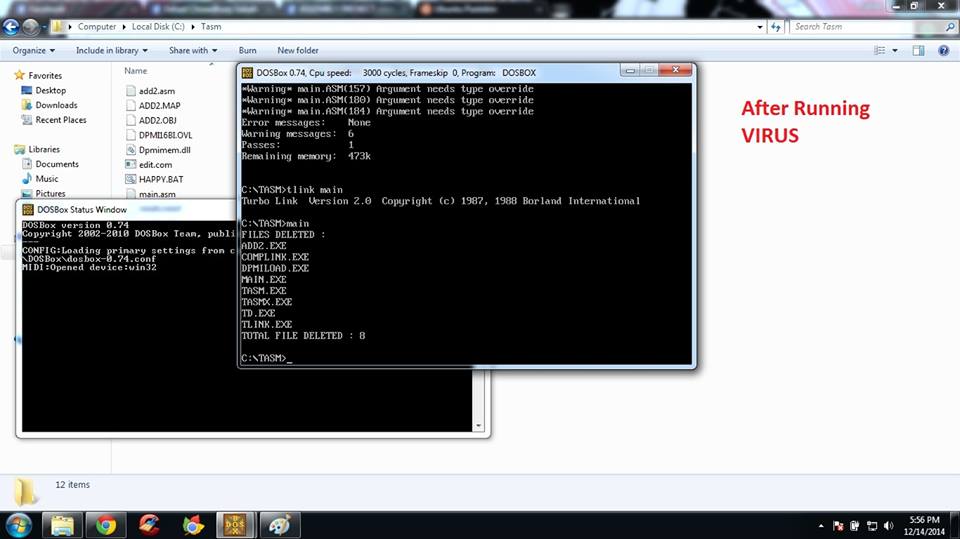 Computer ▸ Local Disk (C:) ▸ Tasm
Search Tasm
Organize
Include in library
Share with
Burn
New folder
Favorites
Desktop
Downloads
Recent Places
Libraries
Documents
Music
Pictures
Name
add2.asm
ADD2.MAP
ADD2.OBJ
DPMI16BI.OVL
Dpmimem.dll
edit.com
HAPPY.BAT
main.asm
DOSBox Status Window
DOSBox version 0.74
Copyright 2002-2010 DOSBox Team, publi
---
CONFIG:Loading primary settings from c
\DOSBox\dosbox-0.74.conf
MIDI:Opened device:win32
DOSBox 0.74, Cpu speed: 3000 cycles, Frameskip 0, Program: DOSBOX
*Warning* main.ASM(157) Argument needs type override
*Warning* main.ASM(180) Argument needs type override
*Warning* main.ASM(184) Argument needs type override
Error messages: None
Warning messages: 6
Passes: 1
Remaining memory: 473k
C:\TASM>tlink main
Turbo Link Version 2.0 Copyright (c) 1987, 1988 Borland International
C:\TASM>main
FILES DELETED :
ADD2.EXE
COMPLINK.EXE
DPMILOAD.EXE
MAIN.EXE
TASM.EXE
TASMX.EXE
TD.EXE
TLINK.EXE
TOTAL FILE DELETED : 8
C:\TASM>_
After Running
VIRUS
12 items
5:56 PM
12/14/2014